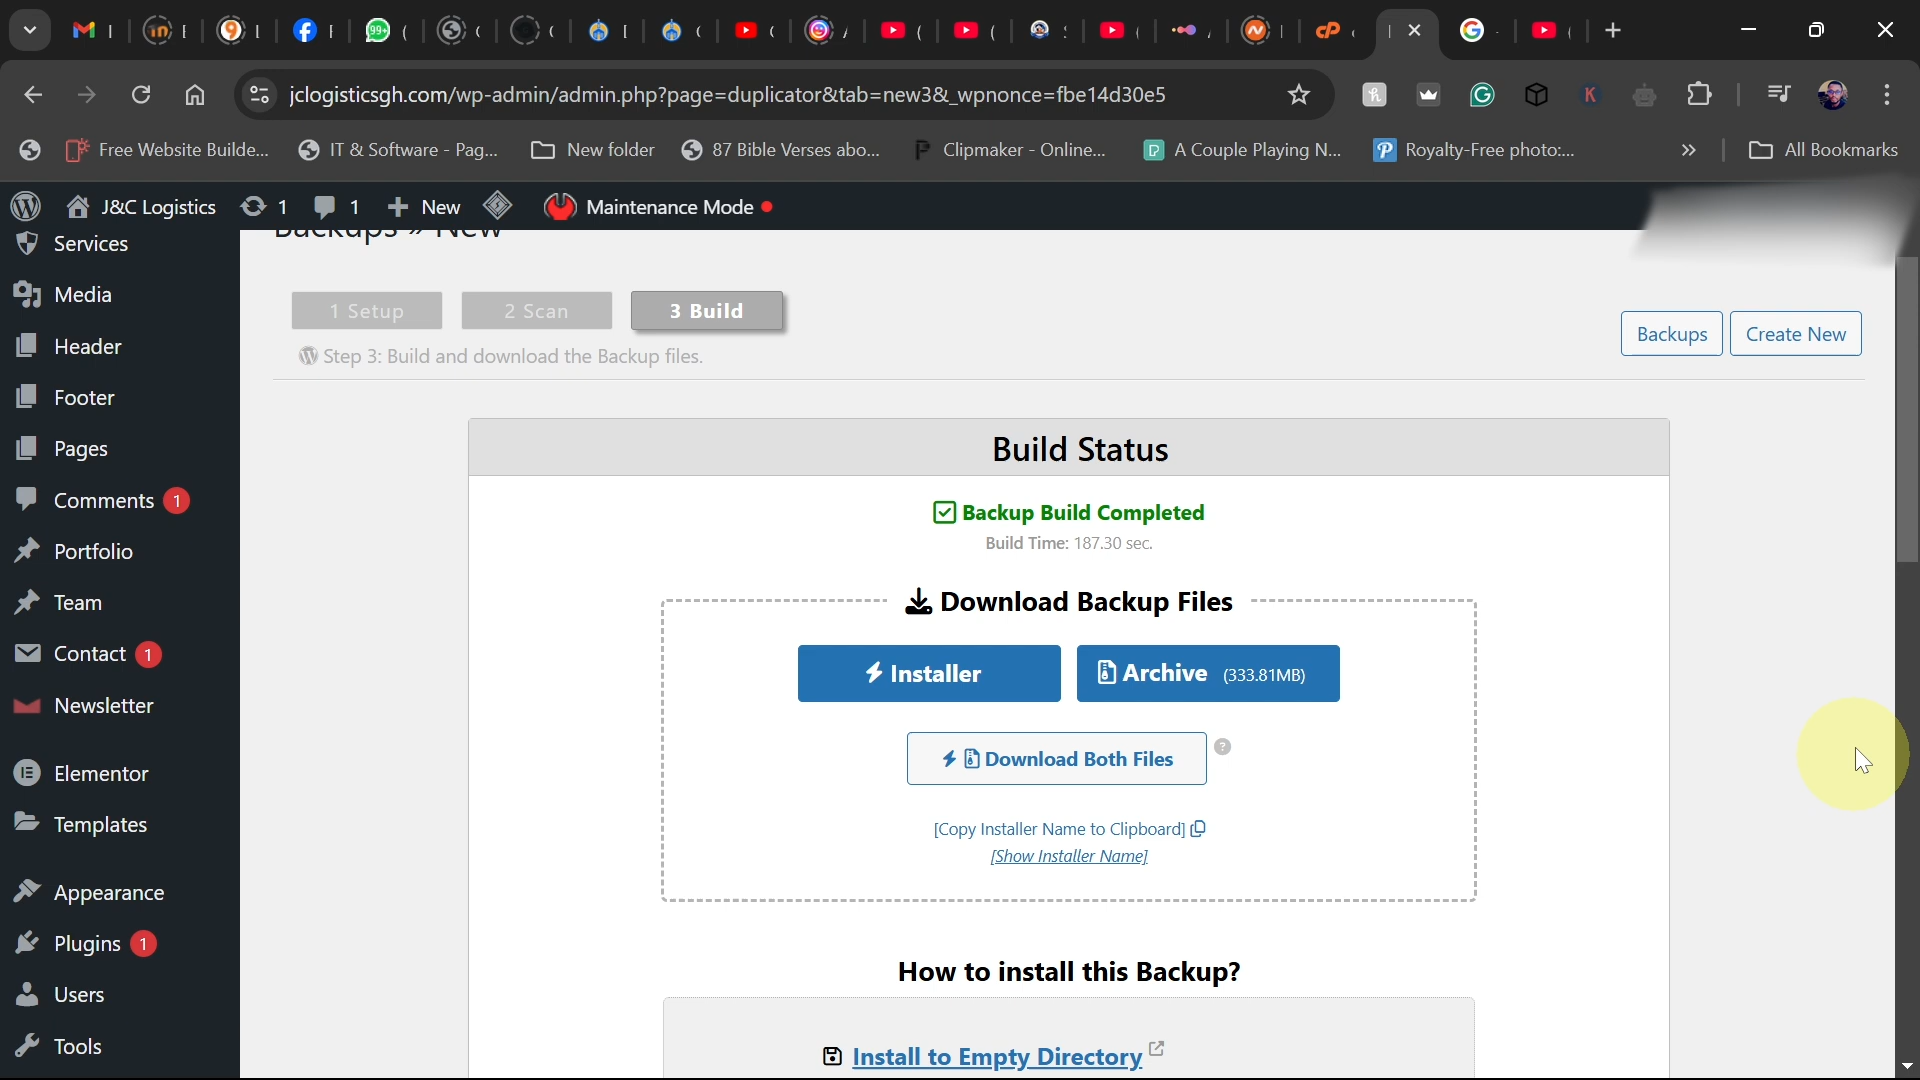 jclogisticsgh.com/wp-admin/admin.php?page=duplicator&tab=new3&_wpnonce=fbe14d30e5
Free Website Builde...
IT & Software - Pag...
New folder
87 Bible Verses abo...
Clipmaker - Online...
A Couple Playing N...
Royalty-Free photo:...
» All Bookmarks
J&C Logistics
1
1
+ New
Maintenance Mode
Backups » New
Services
Media
Header
Footer
Pages
Comments 1
Portfolio
Team
Contact 1
Newsletter
Elementor
Templates
Appearance
Plugins 1
Users
Tools
1 Setup
2 Scan
3 Build
Step 3: Build and download the Backup files.
Backups
Create New
Build Status
Backup Build Completed
Build Time: 187.30 sec.
Download Backup Files
Installer
Archive (333.81MB)
Download Both Files ?
[Copy Installer Name to Clipboard]
[Show Installer Name]
How to install this Backup?
Install to Empty Directory